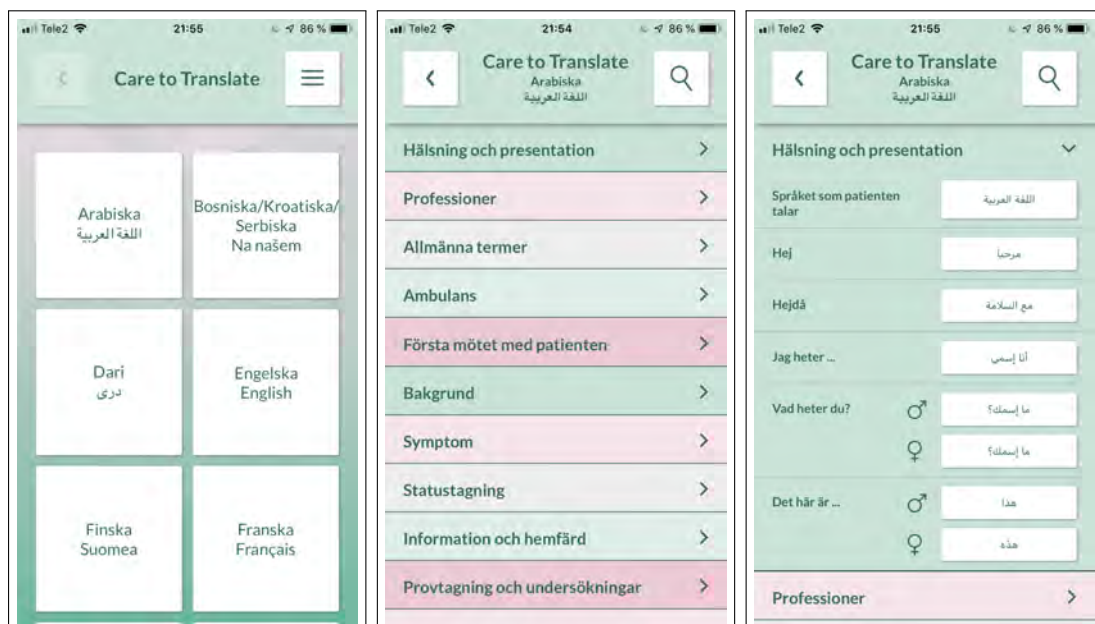 Tele2 21:55 86 %
Care to Translate
Arabiska
اللغة العربية
Bosniska/Kroatiska/
Serbiska
Na našem
Dari
دری
Engelska
English
Finska
Suomea
Franska
Français
Tele2 21:54 86 %
Care to Translate
Arabiska
اللغة العربية
Hälsning och presentation
Professioner
Allmänna termer
Ambulans
Första mötet med patienten
Bakgrund
Symptom
Statustagning
Information och hemfärd
Provtagning och undersökningar
Tele2 21:55 86 %
Care to Translate
Arabiska
اللغة العربية
Hälsning och presentation
Språket som patienten
talar
اللغة العربية
Hej
مرحبا
Hejdå
مع السلامة
Jag heter ...
أنا إسمي
Vad heter du?
ما إسمك؟
ما إسمك؟
Det här är ...
هذا
هذه
Professioner